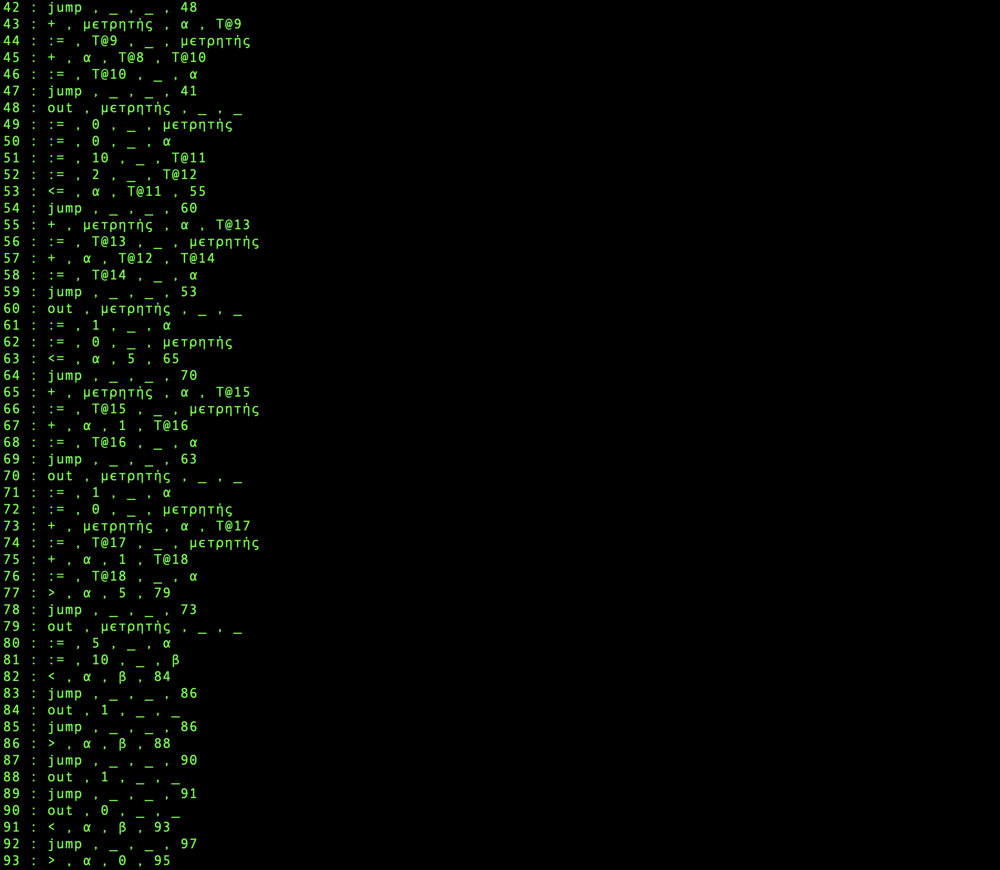 42 : jump , _ , _ , 48
43 : + , μετρητής , α , T@9
44 : := , T@9 , _ , μετρητής
45 : + , α , T@8 , T@10
46 : := , T@10 , _ , α
47 : jump , _ , _ , 41
48 : out , μετρητής , _ , _
49 : := , 0 , _ , μετρητής
50 : := , 0 , _ , α
51 : := , 10 , _ , T@11
52 : := , 2 , _ , T@12
53 : <= , α , T@11 , 55
54 : jump , _ , _ , 60
55 : + , μετρητής , α , T@13
56 : := , T@13 , _ , μετρητής
57 : + , α , T@12 , T@14
58 : := , T@14 , _ , α
59 : jump , _ , _ , 53
60 : out , μετρητής , _ , _
61 : := , 1 , _ , α
62 : := , 0 , _ , μετρητής
63 : <= , α , 5 , 65
64 : jump , _ , _ , 70
65 : + , μετρητής , α , T@15
66 : := , T@15 , _ , μετρητής
67 : + , α , 1 , T@16
68 : := , T@16 , _ , α
69 : jump , _ , _ , 63
70 : out , μετρητής , _ , _
71 : := , 1 , _ , α
72 : := , 0 , _ , μετρητής
73 : + , μετρητής , α , T@17
74 : := , T@17 , _ , μετρητής
75 : + , α , 1 , T@18
76 : := , T@18 , _ , α
77 : > , α , 5 , 79
78 : jump , _ , _ , 73
79 : out , μετρητής , _ , _
80 : := , 5 , _ , α
81 : := , 10 , _ , β
82 : < , α , β , 84
83 : jump , _ , _ , 86
84 : out , 1 , _ , _
85 : jump , _ , _ , 86
86 : > , α , β , 88
87 : jump , _ , _ , 90
88 : out , 1 , _ , _
89 : jump , _ , _ , 91
90 : out , 0 , _ , _
91 : < , α , β , 93
92 : jump , _ , _ , 97
93 : > , α , 0 , 95